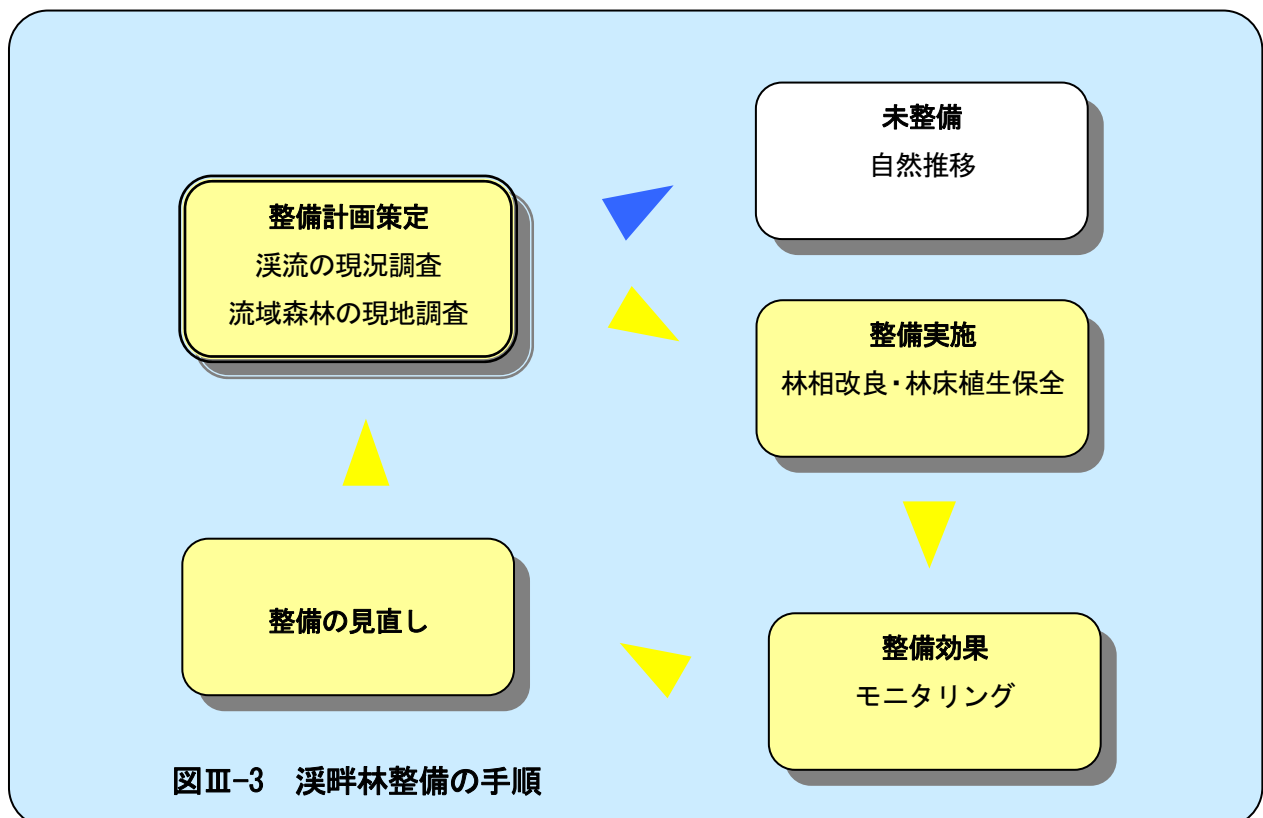 未整備
自然推移
整備計画策定
渓流の現況調査
流域森林の現地調査
整備実施
林相改良・林床植生保全
整備の見直し
整備効果
モニタリング
図Ⅲ-3　渓畔林整備の手順